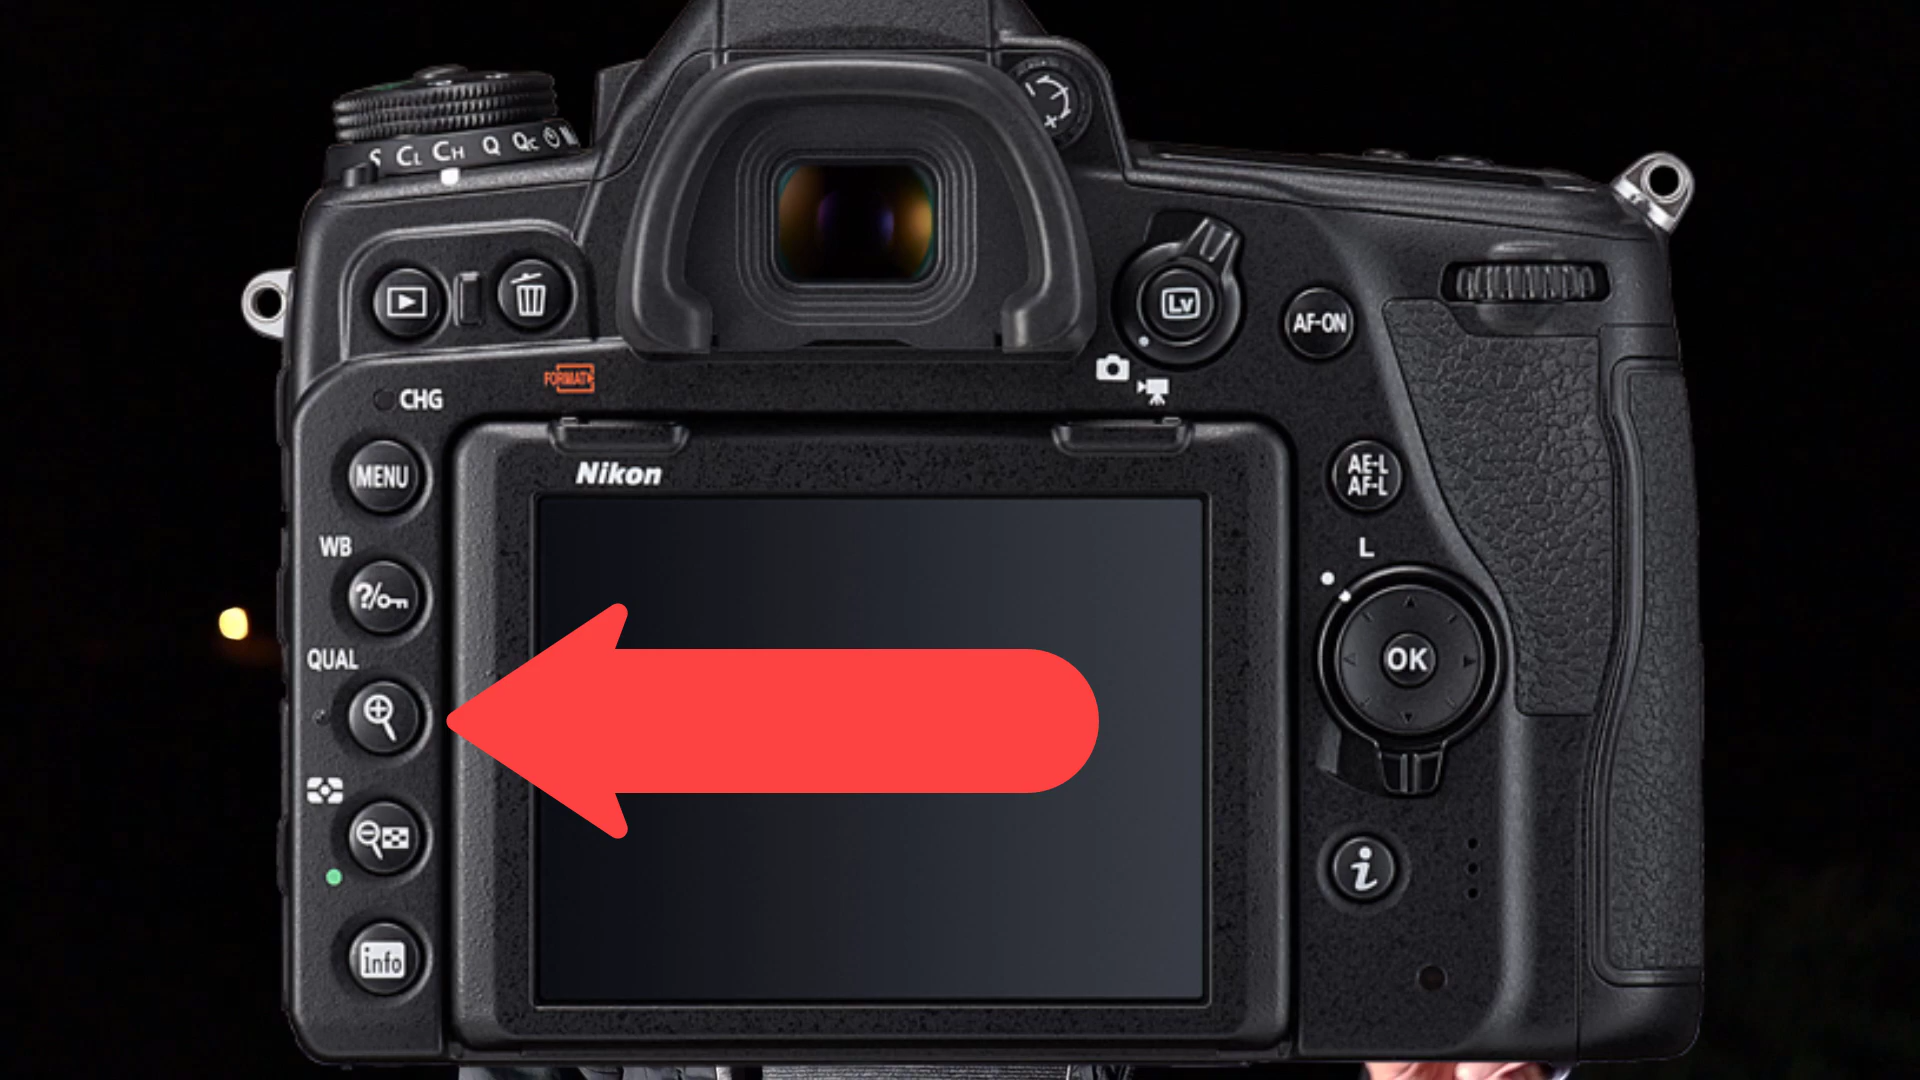 S CL CH Q QC
Lv
AF-ON
FORMAT
CHG
MENU
Nikon
AE-L
AF-L
WB
L
?
QUAL
OK
i
info